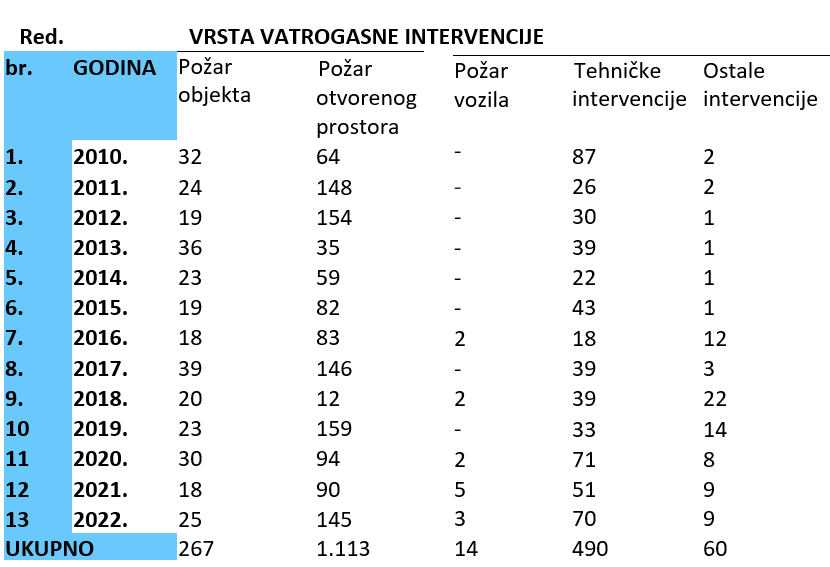 Red. VRSTA VATROGASNE INTERVENCIJE
br. GODINA Požar Požar Požar Tehničke Ostale
objekta otvorenog vozila intervencije intervencije
prostora
1. 2010. 32 64 - 87 2
2. 2011. 24 148 - 26 2
3. 2012. 19 154 - 30 1
4. 2013. 36 35 - 39 1
5. 2014. 23 59 - 22 1
6. 2015. 19 82 - 43 1
7. 2016. 18 83 2 18 12
8. 2017. 39 146 - 39 3
9. 2018. 20 12 2 39 22
10 2019. 23 159 - 33 14
11 2020. 30 94 2 71 8
12 2021. 18 90 5 51 9
13 2022. 25 145 3 70 9
UKUPNO 267 1.113 14 490 60